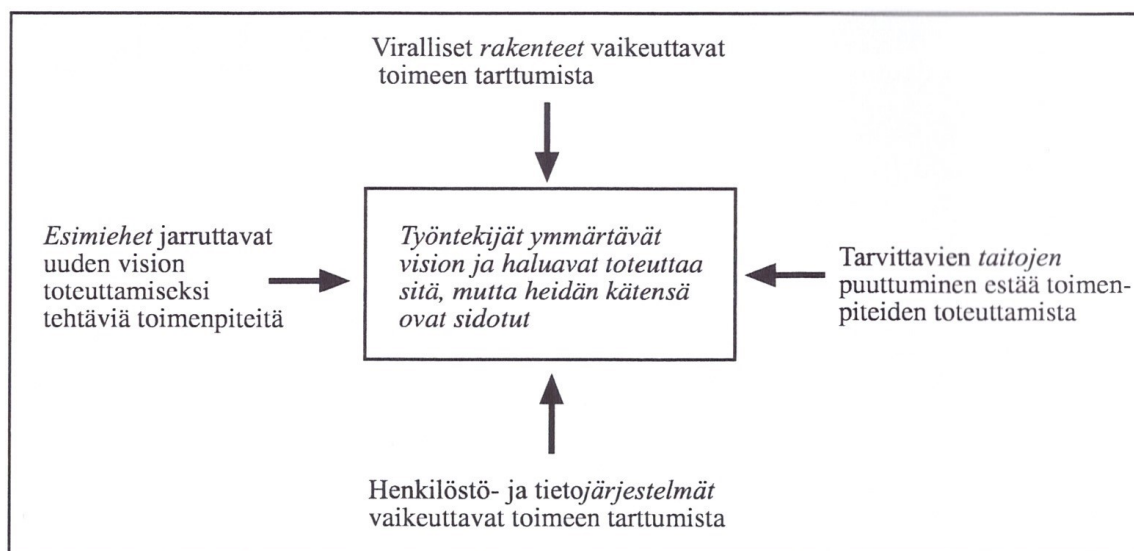 Viralliset rakenteet vaikeuttavat
toimeen tarttumista
Esimiehet jarruttavat
uuden vision
toteuttamiseksi
tehtäviä toimenpiteitä
Työntekijät ymmärtävät
vision ja haluavat toteuttaa
sitä, mutta heidän kätensä
ovat sidotut
Tarvittavien taitojen
puuttuminen estää toimen-
piteiden toteuttamista
Henkilöstö- ja tietojärjestelmät
vaikeuttavat toimeen tarttumista